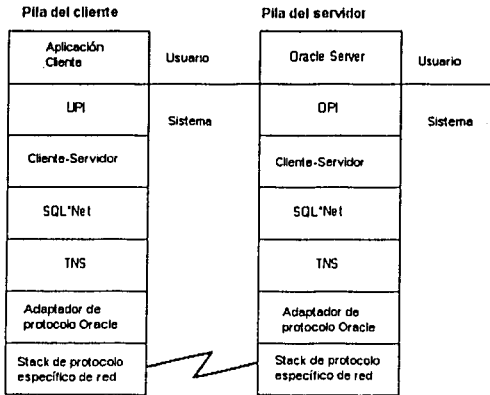 Pila del cliente
Pila del servidor
Aplicación
Cliente
Usuario
Oracle Server
Usuario
UPI
Sistema
OPI
Sistema
Cliente-Servidor
Cliente-Servidor
SQL*Net
SQL*Net
TNS
TNS
Adaptador de
protocolo Oracle
Adaptador de
protocolo Oracle
Stack de protocolo
específico de red
Stack de protocolo
específico de red